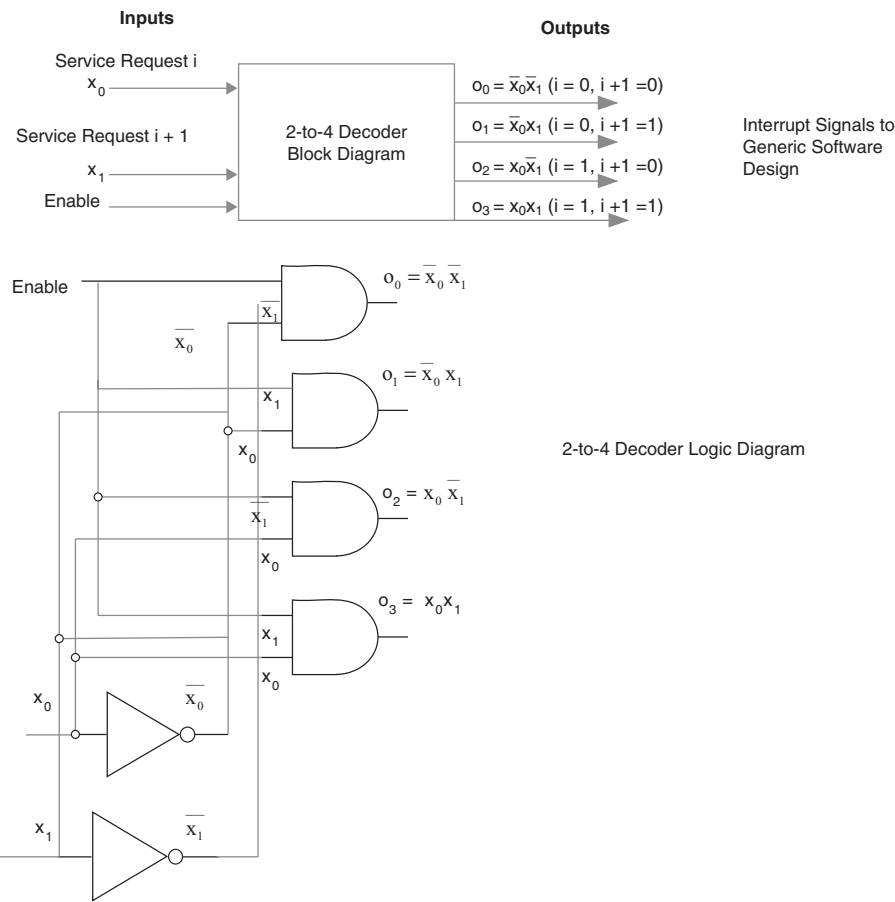 Inputs
Outputs
Service Request i
x₀
Service Request i + 1
x₁
Enable
2-to-4 Decoder
Block Diagram
o₀ = x̅₀x̅₁ (i = 0, i +1 =0)
o₁ = x̅₀x₁ (i = 0, i +1 =1)
o₂ = x₀x̅₁ (i = 1, i +1 =0)
o₃ = x₀x₁ (i = 1, i +1 =1)
Interrupt Signals to
Generic Software
Design
Enable
x̅₀
x̅₁
o₀ = x̅₀ x̅₁
x₁
x₀
o₁ = x̅₀ x₁
2-to-4 Decoder Logic Diagram
x̅₁
x₀
o₂ = x₀ x̅₁
x₁
x₀
o₃ = x₀x₁
x₀
x̅₀
x₁
x̅₁